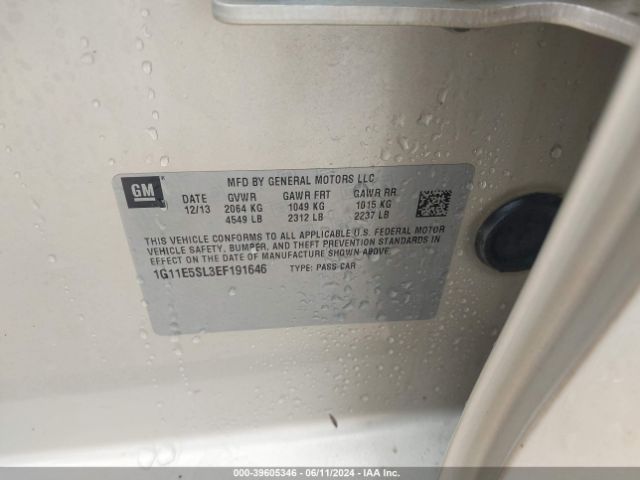 GM
MFD BY GENERAL MOTORS LLC
DATE GVWR GAWR FRT GAWR RR
12/13 2064 KG 1049 KG 1015 KG
4549 LB 2312 LB 2237 LB
THIS VEHICLE CONFORMS TO ALL APPLICABLE U.S. FEDERAL MOTOR
VEHICLE SAFETY, BUMPER, AND THEFT PREVENTION STANDARDS IN
EFFECT ON THE DATE OF MANUFACTURE SHOWN ABOVE.
1G11E5SL3EF191646 TYPE: PASS CAR
000-39605346 - 06/11/2024 - IAA Inc.